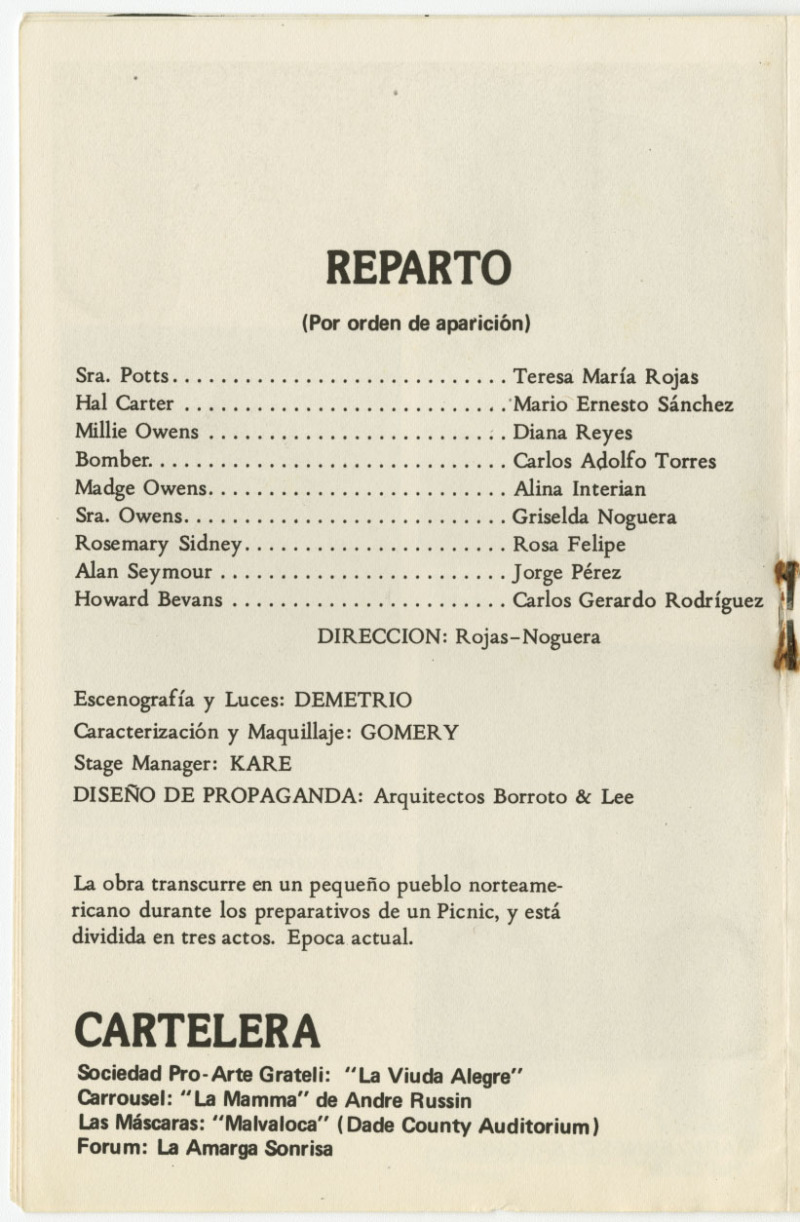 REPARTO
(Por orden de aparición)
Sra. Potts............................Teresa María Rojas
Hal Carter ...........................Mario Ernesto Sánchez
Millie Owens .........................Diana Reyes
Bomber..............................Carlos Adolfo Torres
Madge Owens.........................Alina Interian
Sra. Owens...........................Griselda Noguera
Rosemary Sidney......................Rosa Felipe
Alan Seymour ........................Jorge Pérez
Howard Bevans .......................Carlos Gerardo Rodríguez
DIRECCION: Rojas-Noguera
Escenografía y Luces: DEMETRIO
Caracterización y Maquillaje: GOMERY
Stage Manager: KARE
DISEÑO DE PROPAGANDA: Arquitectos Borroto & Lee
La obra transcurre en un pequeño pueblo norteame-
ricano durante los preparativos de un Picnic, y está
dividida en tres actos. Epoca actual.
CARTELERA
Sociedad Pro-Arte Grateli: "La Viuda Alegre"
Carrousel: "La Mamma" de Andre Russin
Las Máscaras: "Malvaloca" (Dade County Auditorium)
Forum: La Amarga Sonrisa